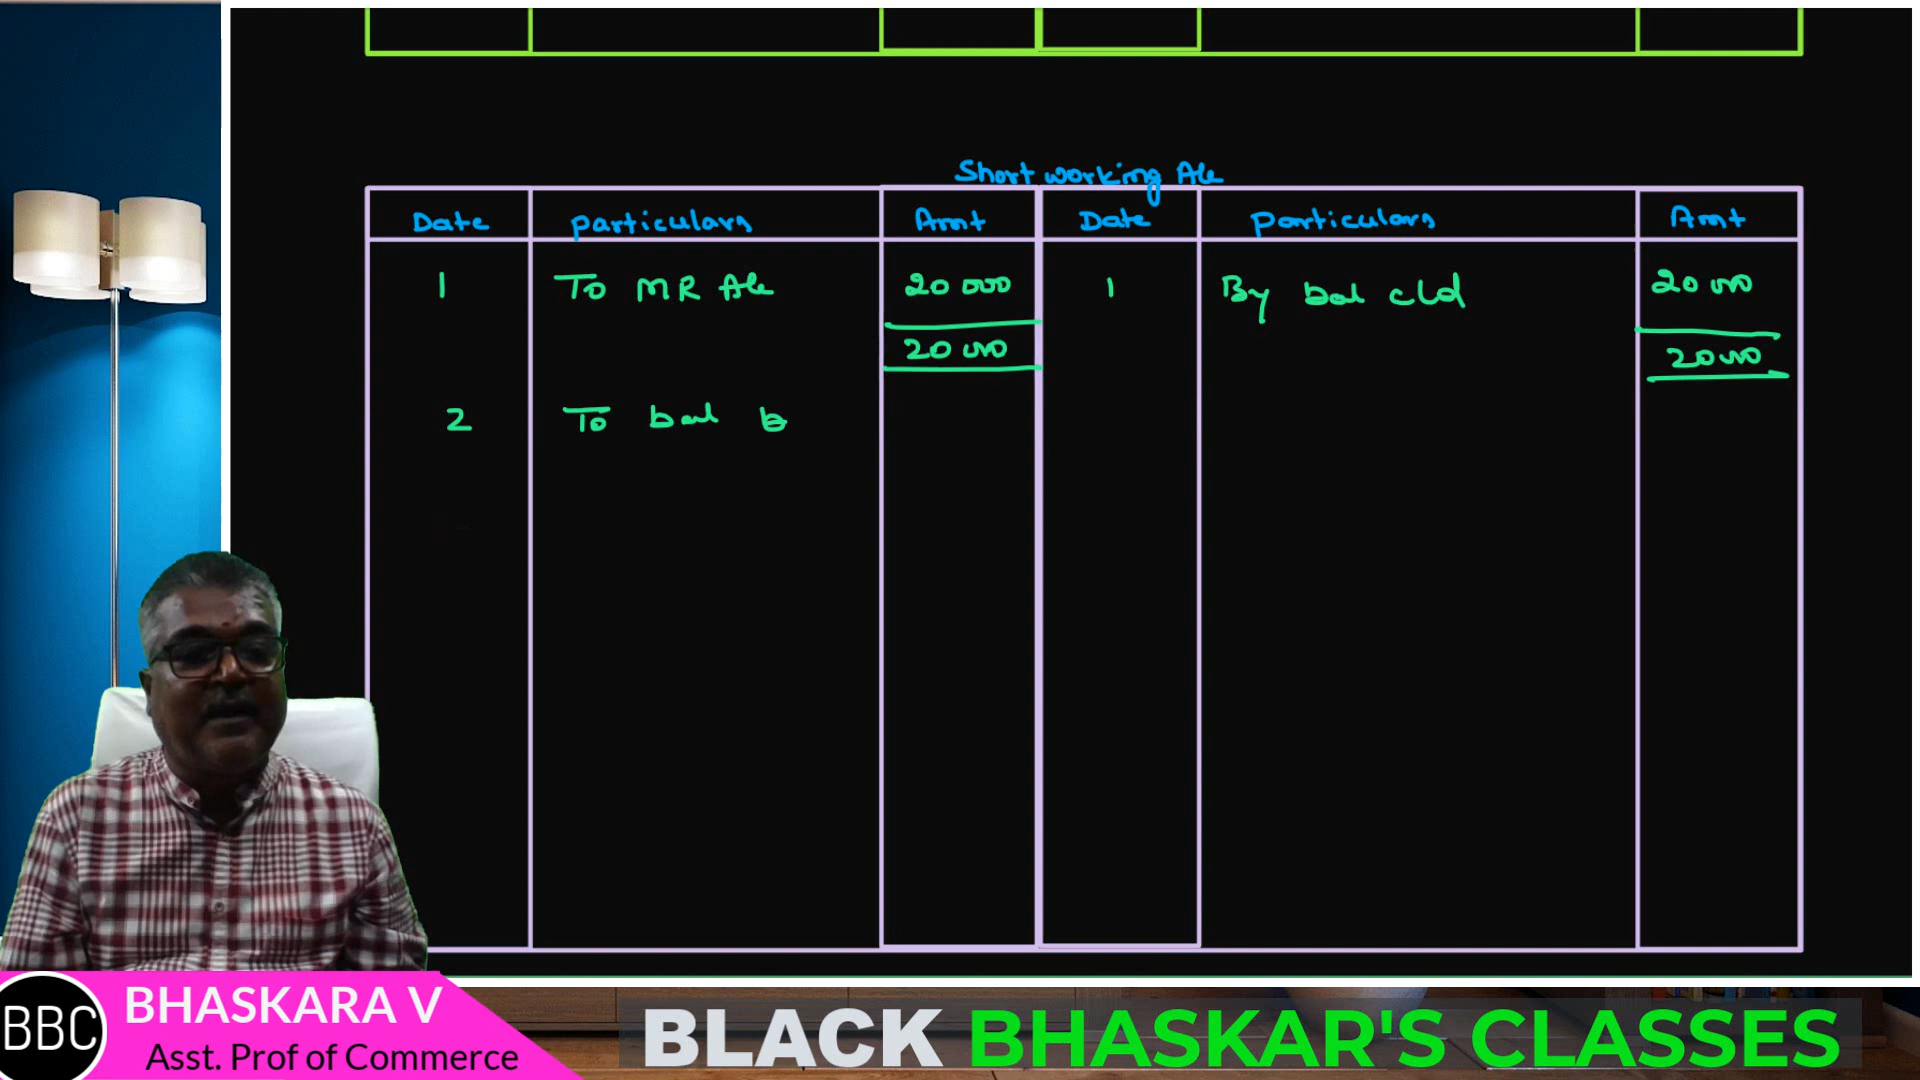 Short working A/c
Date particulars Amt Date particulars Amt
1 To MR A/c 20 000 1 By bal c/d 20 000
20 000 20 000
2 To bal b
BBC BHASKARA V
Asst. Prof of Commerce
BLACK BHASKAR'S CLASSES